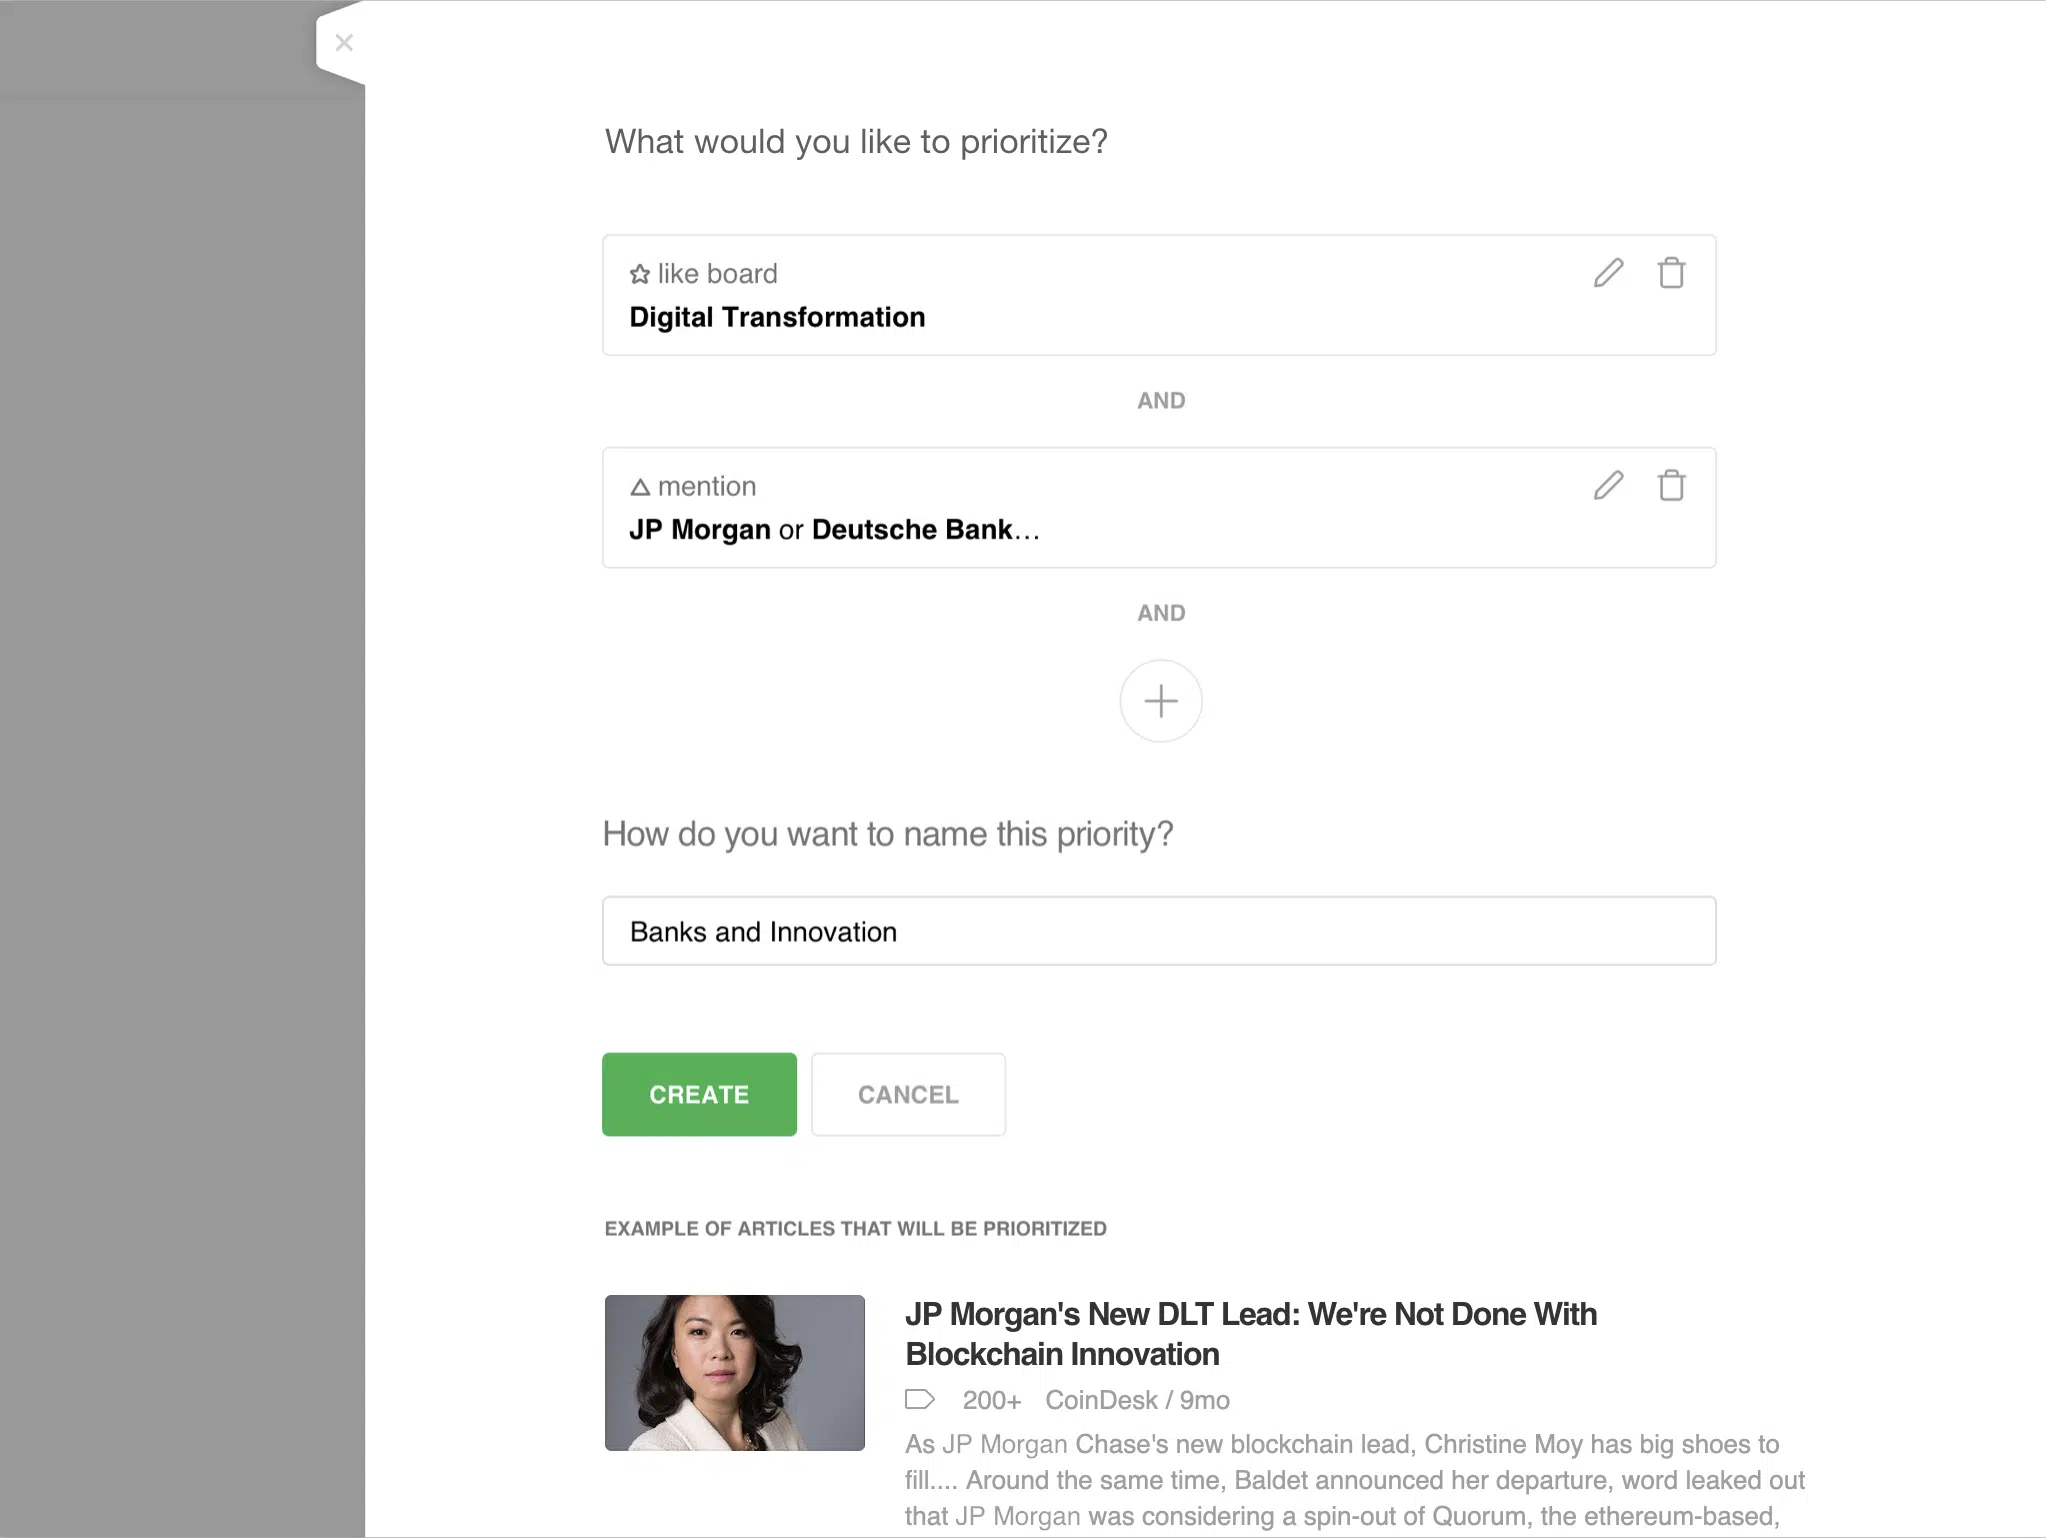 What would you like to prioritize?
like board
Digital Transformation
AND
mention
JP Morgan or Deutsche Bank…
AND
How do you want to name this priority?
Banks and Innovation
CREATE CANCEL
EXAMPLE OF ARTICLES THAT WILL BE PRIORITIZED
JP Morgan's New DLT Lead: We're Not Done With
Blockchain Innovation
200+ CoinDesk / 9mo
As JP Morgan Chase's new blockchain lead, Christine Moy has big shoes to
fill.... Around the same time, Baldet announced her departure, word leaked out
that JP Morgan was considering a spin-out of Quorum, the ethereum-based,